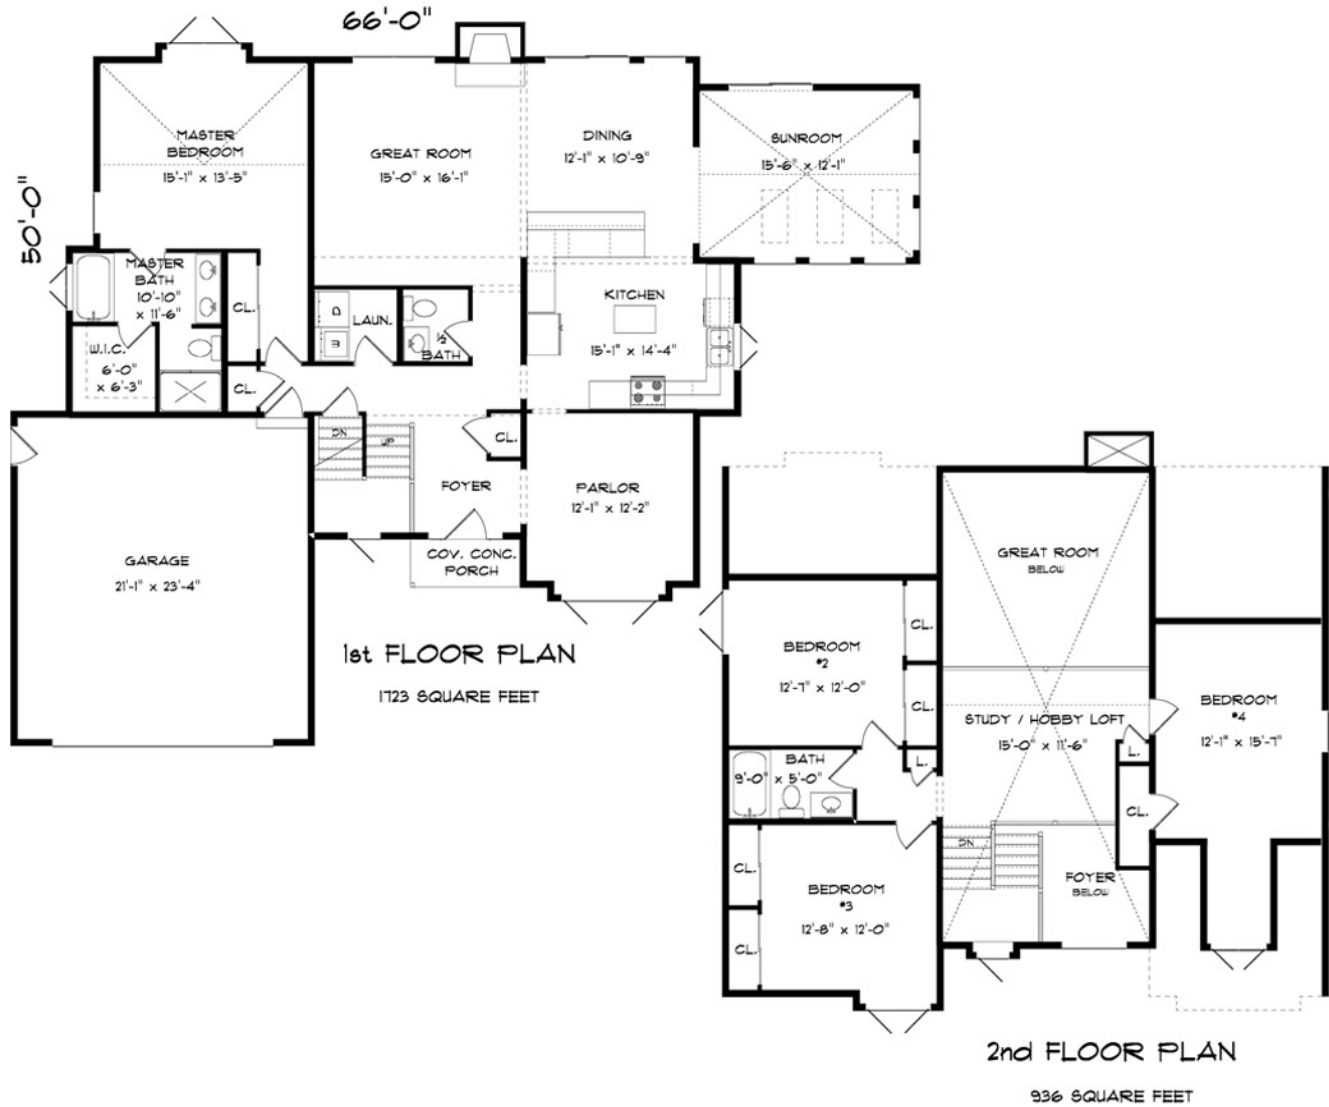 66'-0"
50'-0"
MASTER
BEDROOM
15'-1" x 13'-5"
GREAT ROOM
15'-0" x 16'-1"
DINING
12'-1" x 10'-9"
SUNROOM
15'-6" x 12'-1"
MASTER
BATH
10'-10"
x 11'-6"
CL.
D
W
LAUN.
1/2
BATH
KITCHEN
15'-1" x 14'-4"
W.I.C.
6'-0"
x 6'-3"
CL.
DN
UP
CL.
FOYER
PARLOR
12'-1" x 12'-2"
COV. CONC.
PORCH
GARAGE
21'-1" x 23'-4"
1st FLOOR PLAN
1723 SQUARE FEET
GREAT ROOM
BELOW
BEDROOM
#2
12'-7" x 12'-0"
CL.
CL.
STUDY / HOBBY LOFT
15'-0" x 11'-6"
BEDROOM
#4
12'-1" x 15'-7"
L.
L.
BATH
9'-0" x 5'-0"
CL.
DN
FOYER
BELOW
CL.
BEDROOM
#3
12'-8" x 12'-0"
CL.
2nd FLOOR PLAN
936 SQUARE FEET